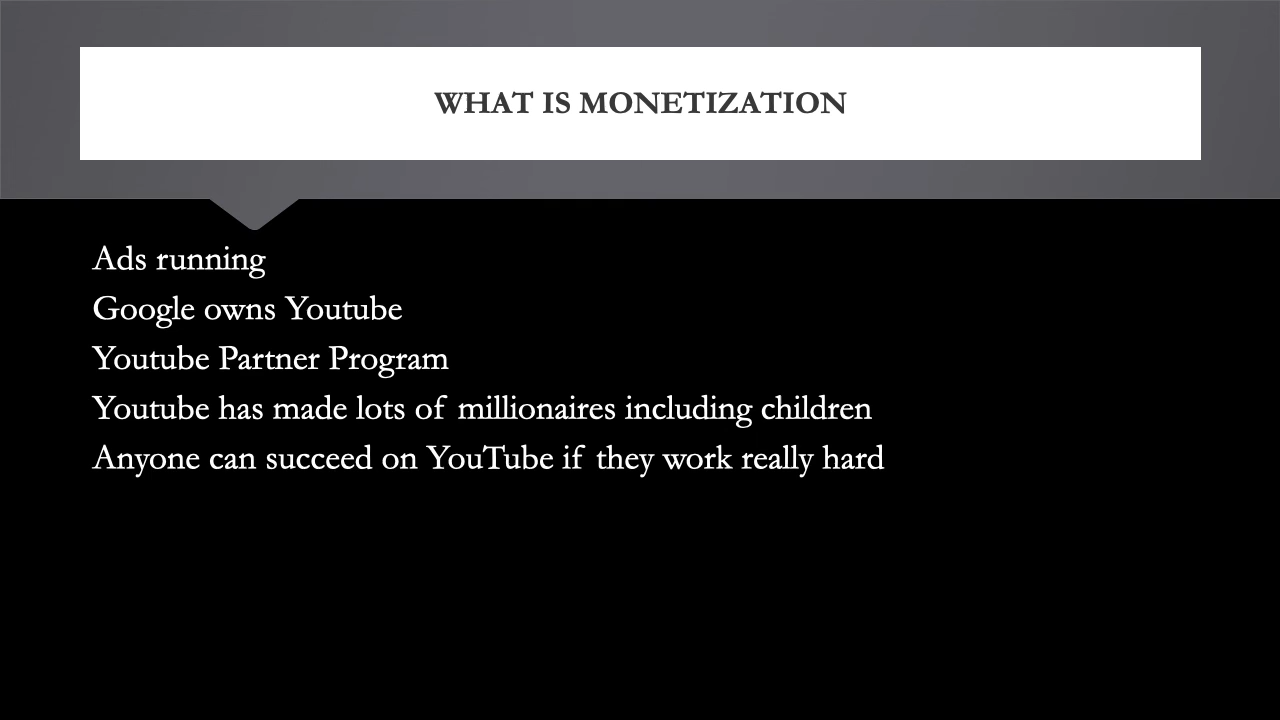 WHAT IS MONETIZATION
Ads running
Google owns Youtube
Youtube Partner Program
Youtube has made lots of millionaires including children
Anyone can succeed on YouTube if they work really hard